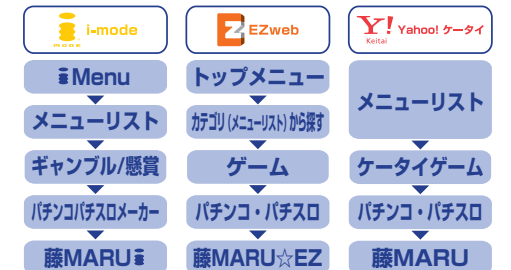 i-mode
MODE
iMenu
メニューリスト
ギャンブル/懸賞
パチンコパチスロメーカー
藤MARUi
EZweb
トップメニュー
カテゴリ(メニューリスト)から探す
ゲーム
パチンコ・パチスロ
藤MARU☆EZ
Y!
Keitai
Yahoo! ケータイ
メニューリスト
ケータイゲーム
パチンコ・パチスロ
藤MARU